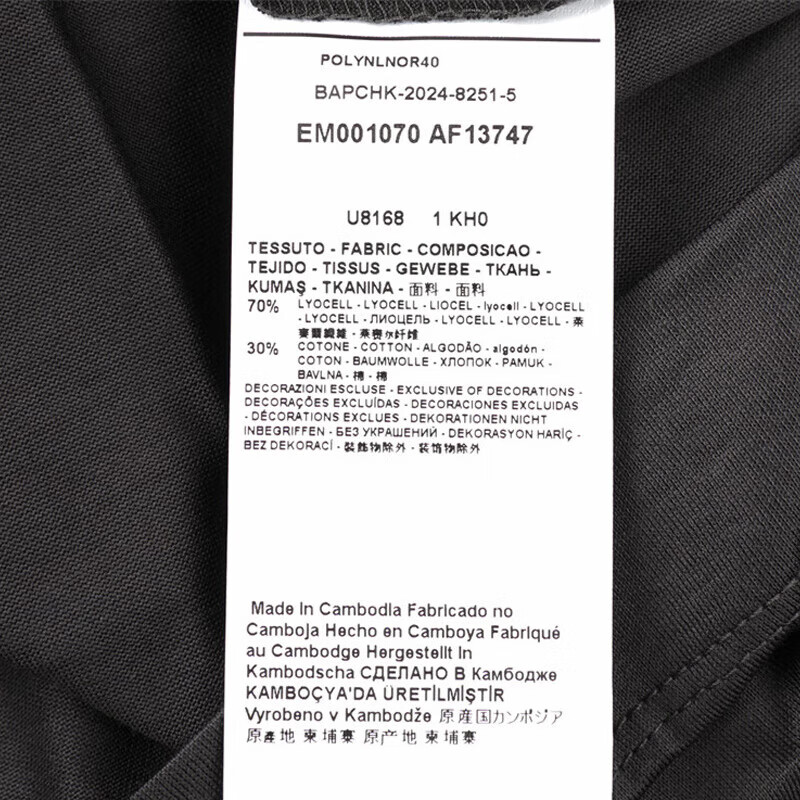 POLYNLNOR40
BAPCHK-2024-8251-5
EM001070 AF13747
U8168 1 KH0
TESSUTO - FABRIC - COMPOSICAO -
TEJIDO - TISSUS - GEWEBE - ТКАНЬ -
KUMAŞ - TKANINA - 面料 - 面料
70% LYOCELL - LYOCELL - LIOCEL - lyocell - LYOCELL
- LYOCELL - ЛИОЦЕЛЬ - LYOCELL - LYOCELL - 萊
賽爾纖維 - 莱赛尔纤维
30% COTONE - COTTON - ALGODÃO - algodón -
COTON - BAUMWOLLE - ХЛОПОК - PAMUK -
BAVLNA - 棉 - 棉
DECORAZIONI ESCLUSE - EXCLUSIVE OF DECORATIONS -
DECORAÇÕES EXCLUÍDAS - DECORACIONES EXCLUIDAS
- DÉCORATIONS EXCLUES - DEKORATIONEN NICHT
INBEGRIFFEN - БЕЗ УКРАШЕНИЙ - DEKORASYON HARİÇ -
BEZ DEKORACÍ - 裝飾物除外 - 装饰物除外
Made In Cambodia Fabricado no
Camboja Hecho en Camboya Fabriqué
au Cambodge Hergestellt In
Kambodscha СДЕЛАНО В Камбодже
KAMBOÇYA'DA ÜRETİLMİŞTİR
Vyrobeno v Kambodže 原産国カンボジア
原產地 柬埔寨 原产地 柬埔寨